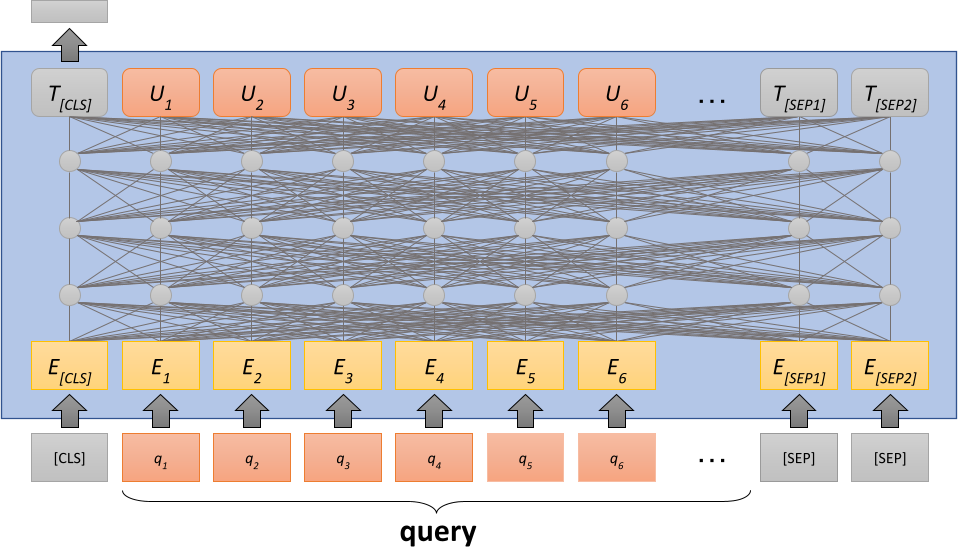 T[CLS] U1 U2 U3 U4 U5 U6 ... T[SEP1] T[SEP2]
E[CLS] E1 E2 E3 E4 E5 E6 E[SEP1] E[SEP2]
[CLS] q1 q2 q3 q4 q5 q6 ... [SEP] [SEP]
query